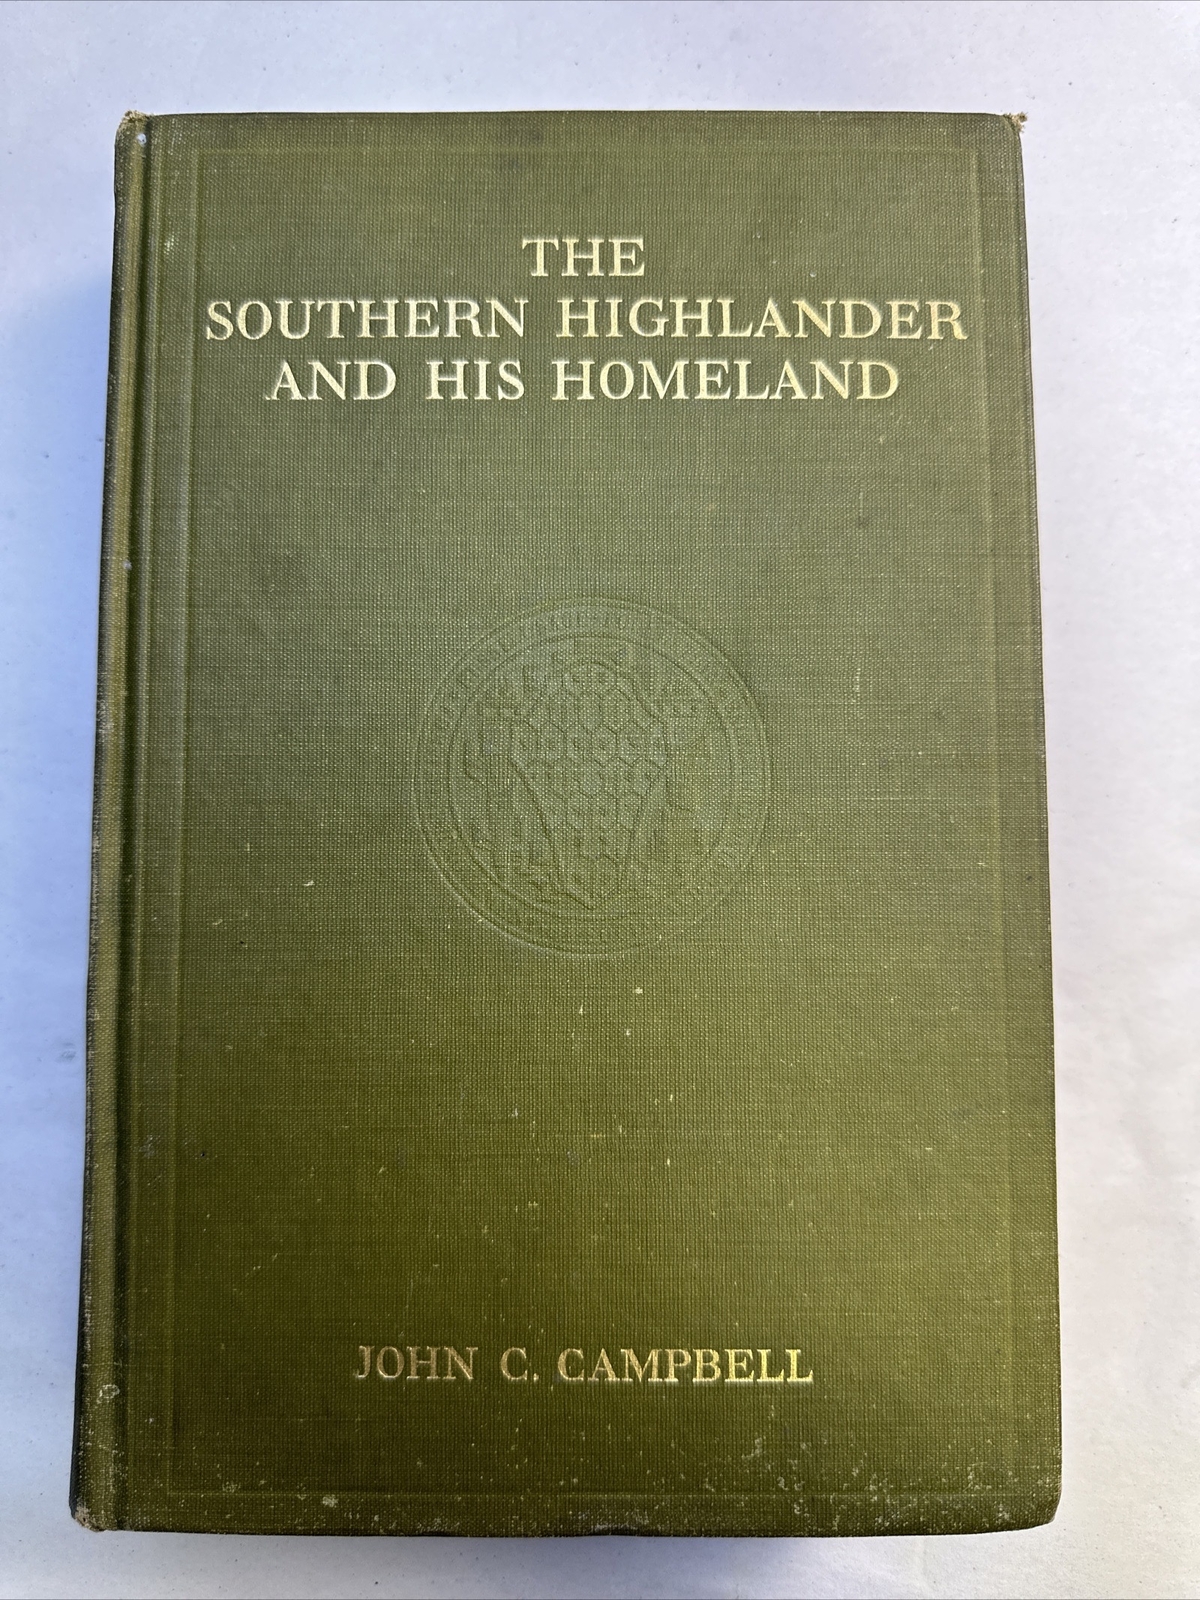 THE
SOUTHERN HIGHLANDER
AND HIS HOMELAND
JOHN C. CAMPBELL